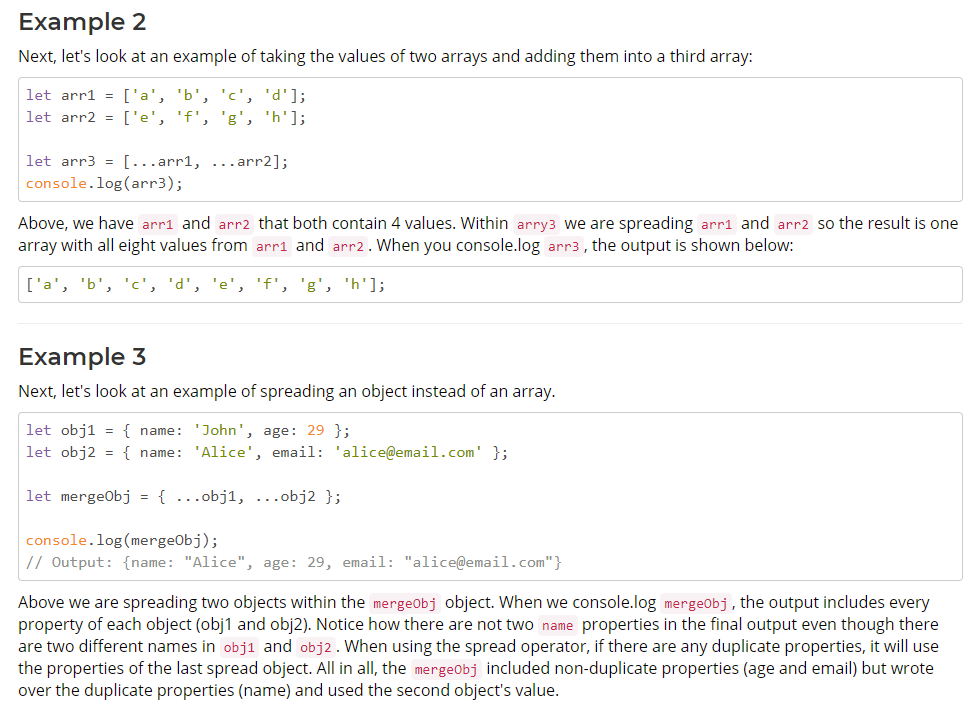 Example 2
Next, let's look at an example of taking the values of two arrays and adding them into a third array:
let arr1 = ['a', 'b', 'c', 'd'];
let arr2 = ['e', 'f', 'g', 'h'];
let arr3 = [...arr1, ...arr2];
console.log(arr3);
Above, we have arr1 and arr2 that both contain 4 values. Within arry3 we are spreading arr1 and arr2 so the result is one
array with all eight values from arr1 and arr2. When you console.log arr3, the output is shown below:
['a', 'b', 'c', 'd', 'e', 'f', 'g', 'h'];
Example 3
Next, let's look at an example of spreading an object instead of an array.
let obj1 = { name: 'John', age: 29 };
let obj2 = { name: 'Alice', email: 'alice@email.com' };
let mergeObj = { ...obj1, ...obj2 };
console.log(mergeObj);
// Output: {name: "Alice", age: 29, email: "alice@email.com"}
Above we are spreading two objects within the mergeObj object. When we console.log mergeObj, the output includes every
property of each object (obj1 and obj2). Notice how there are not two name properties in the final output even though there
are two different names in obj1 and obj2. When using the spread operator, if there are any duplicate properties, it will use
the properties of the last spread object. All in all, the mergeObj included non-duplicate properties (age and email) but wrote
over the duplicate properties (name) and used the second object's value.